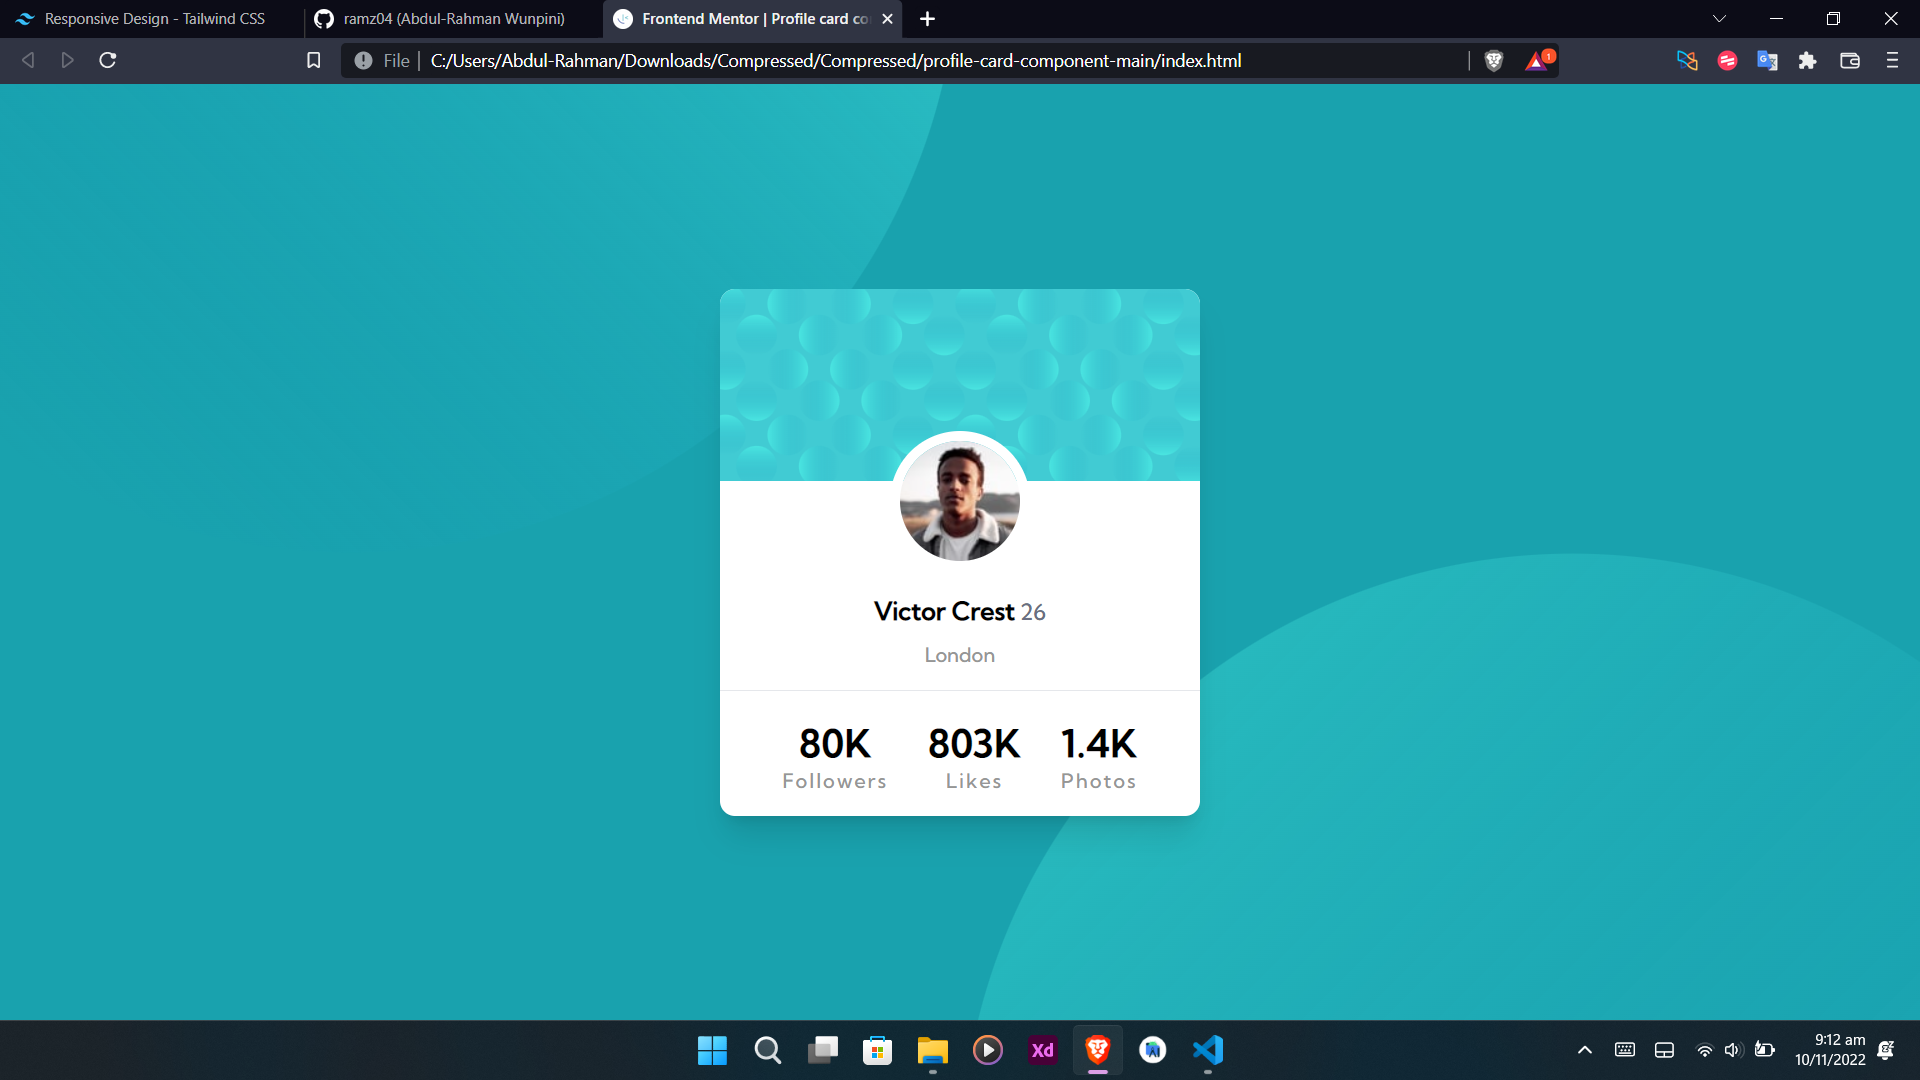 Responsive Design - Tailwind CSS
ramz04 (Abdul-Rahman Wunpini)
Frontend Mentor | Profile card co
File
C:/Users/Abdul-Rahman/Downloads/Compressed/Compressed/profile-card-component-main/index.html
1
Victor Crest 26
London
80K 803K 1.4K
Followers Likes Photos
Xd
9:12 am
10/11/2022